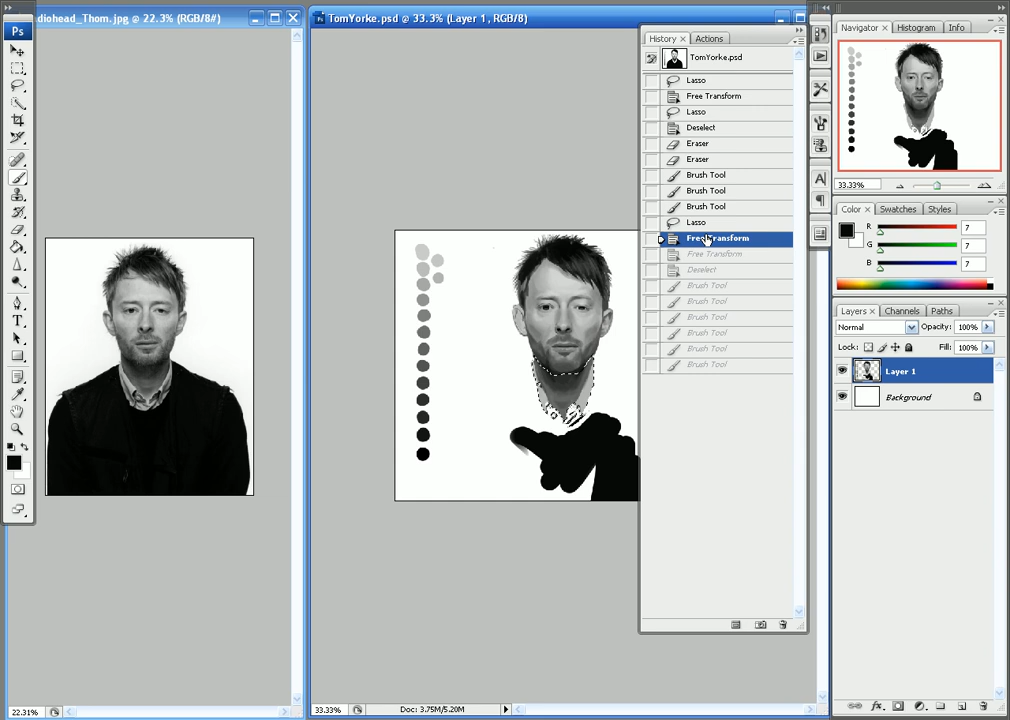 Ps
diohead_Thom.jpg @ 22.3% (RGB/8#)
TomYorke.psd @ 33.3% (Layer 1, RGB/8)
History
Actions
TomYorke.psd
Lasso
Free Transform
Lasso
Deselect
Eraser
Eraser
Brush Tool
Brush Tool
Brush Tool
Lasso
Free Transform
Free Transform
Deselect
Brush Tool
Brush Tool
Brush Tool
Brush Tool
Brush Tool
Brush Tool
Navigator
Histogram
Info
33.33%
Color
Swatches
Styles
R 7
G 7
B 7
Layers
Channels
Paths
Normal
Opacity: 100%
Lock:
Fill: 100%
Layer 1
Background
22.31%
33.33%
Doc: 3.75M/5.20M